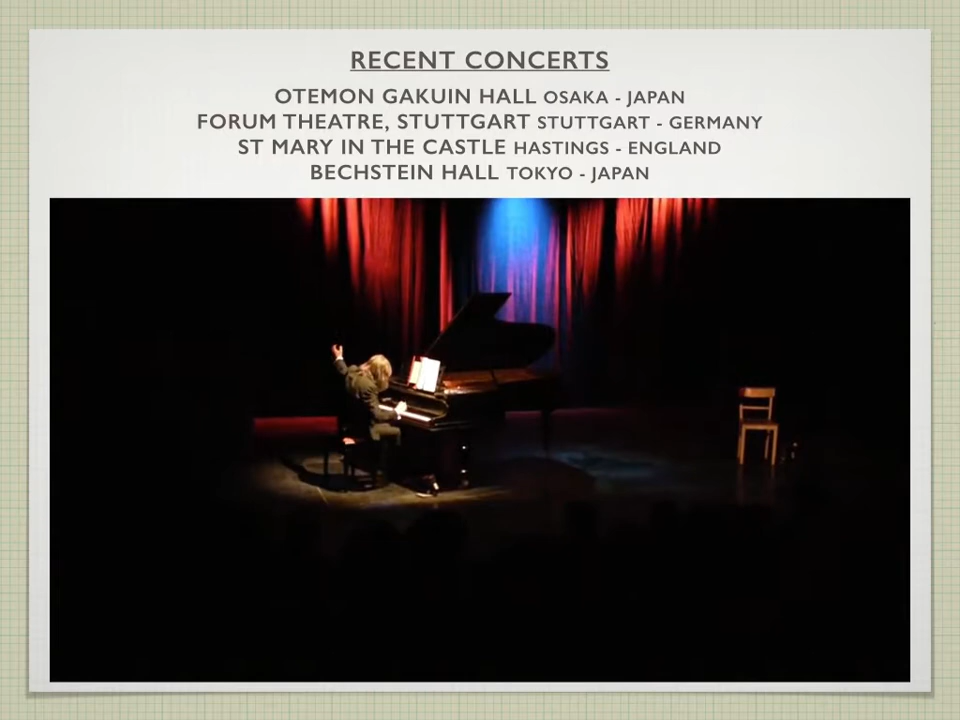 RECENT CONCERTS
OTEMON GAKUIN HALL OSAKA - JAPAN
FORUM THEATRE, STUTTGART STUTTGART - GERMANY
ST MARY IN THE CASTLE HASTINGS - ENGLAND
BECHSTEIN HALL TOKYO - JAPAN